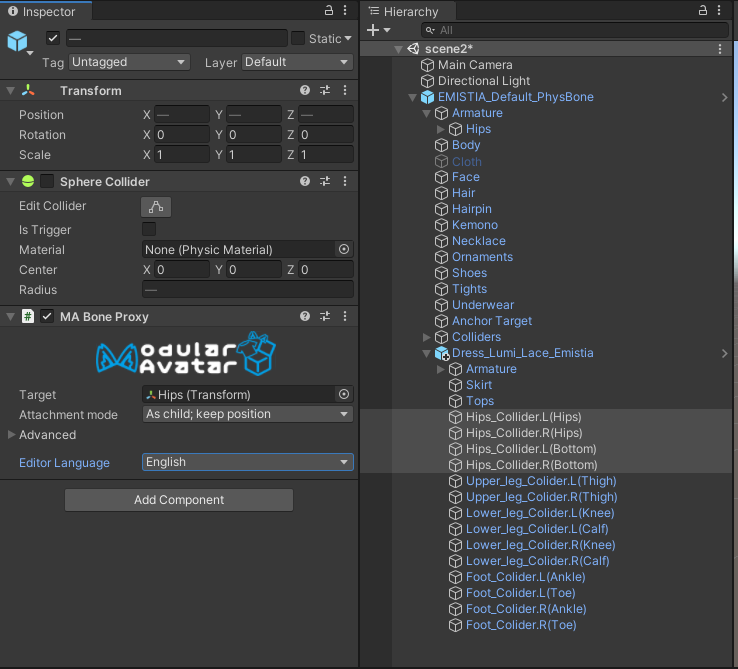 Inspector
—
Static
Tag Untagged Layer Default
Transform
Position X — Y — Z —
Rotation X 0 Y 0 Z 0
Scale X 1 Y 1 Z 1
Sphere Collider
Edit Collider
Is Trigger
Material None (Physic Material)
Center X 0 Y 0 Z 0
Radius —
# MA Bone Proxy
Modular
Avatar
Target Hips (Transform)
Attachment mode As child; keep position
Advanced
Editor Language English
Add Component
Hierarchy
All
scene2*
Main Camera
Directional Light
EMISTIA_Default_PhysBone
Armature
Hips
Body
Cloth
Face
Hair
Hairpin
Kemono
Necklace
Ornaments
Shoes
Tights
Underwear
Anchor Target
Colliders
Dress_Lumi_Lace_Emistia
Armature
Skirt
Tops
Hips_Collider.L(Hips)
Hips_Collider.R(Hips)
Hips_Collider.L(Bottom)
Hips_Collider.R(Bottom)
Upper_leg_Colider.L(Thigh)
Upper_leg_Colider.R(Thigh)
Lower_leg_Colider.L(Knee)
Lower_leg_Colider.L(Calf)
Lower_leg_Colider.R(Knee)
Lower_leg_Colider.R(Calf)
Foot_Colider.L(Ankle)
Foot_Colider.L(Toe)
Foot_Colider.R(Ankle)
Foot_Colider.R(Toe)